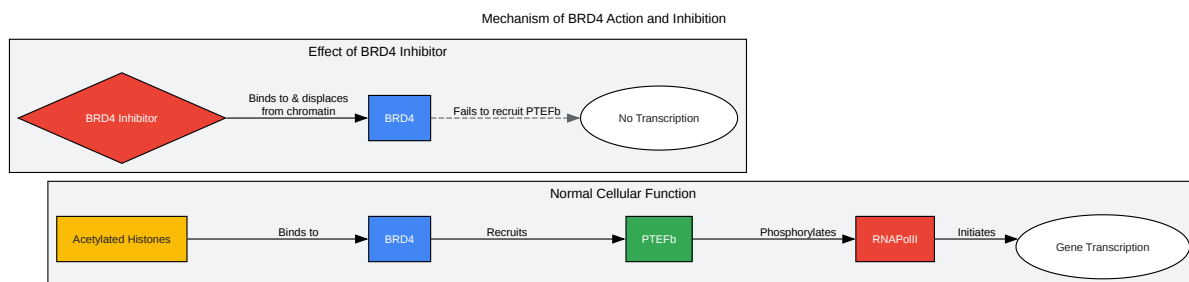 Mechanism of BRD4 Action and Inhibition
Effect of BRD4 Inhibitor
BRD4 Inhibitor
Binds to & displaces
from chromatin
BRD4
Fails to recruit PTEFb
No Transcription
Normal Cellular Function
Acetylated Histones
Binds to
BRD4
Recruits
PTEFb
Phosphorylates
RNAPolII
Initiates
Gene Transcription